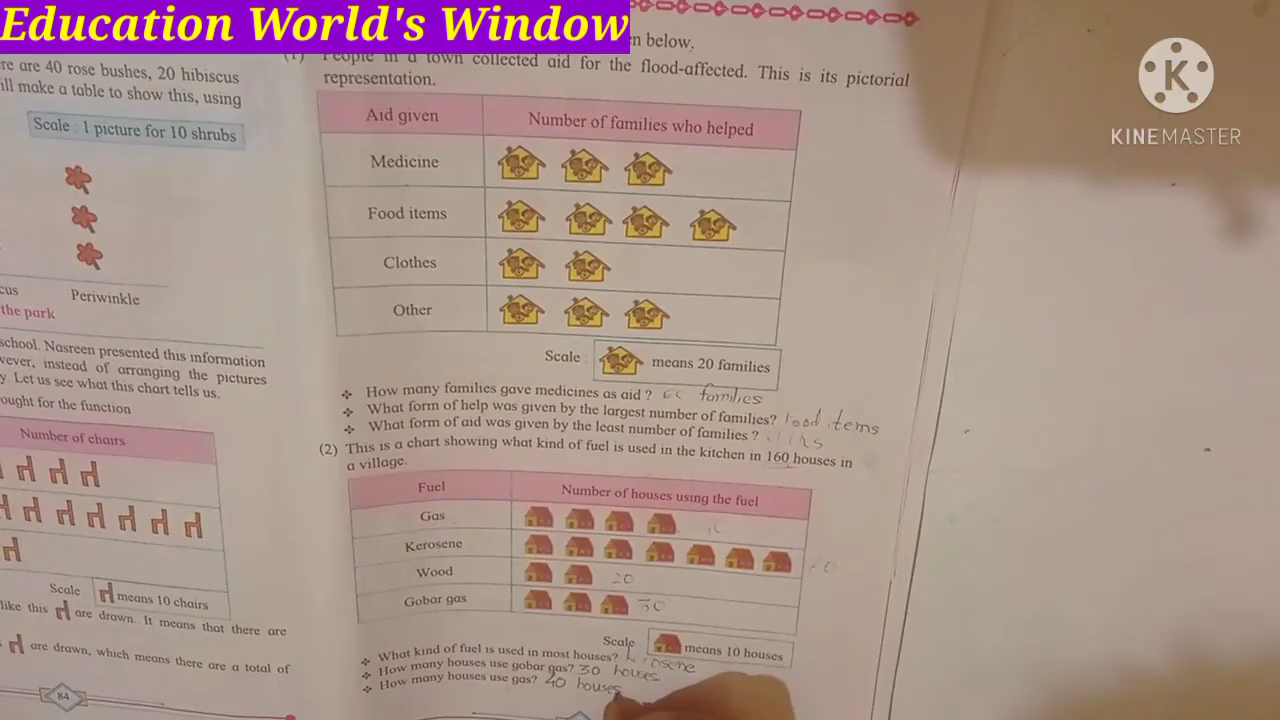 Education World's Window
KINEMASTER
re are 40 rose bushes, 20 hibiscus
ill make a table to show this, using
Scale : 1 picture for 10 shrubs
cus Periwinkle
the park
school. Nasreen presented this information
wever, instead of arranging the pictures
y. Let us see what this chart tells us.
ought for the function
Number of chairs
Scale means 10 chairs
like this are drawn. It means that there are
are drawn, which means there are a total of
84
n below.
(1) People in a town collected aid for the flood-affected. This is its pictorial
representation.
Aid given Number of families who helped
Medicine
Food items
Clothes
Other
Scale : means 20 families
❖ How many families gave medicines as aid ? families
❖ What form of help was given by the largest number of families? Food items
❖ What form of aid was given by the least number of families ?
(2) This is a chart showing what kind of fuel is used in the kitchen in 160 houses in
a village.
Fuel Number of houses using the fuel
Gas
Kerosene
Wood 20
Gobar gas 30
Scale means 10 houses
❖ What kind of fuel is used in most houses? kerosene
❖ How many houses use gobar gas? 30 houses
❖ How many houses use gas? 40 houses